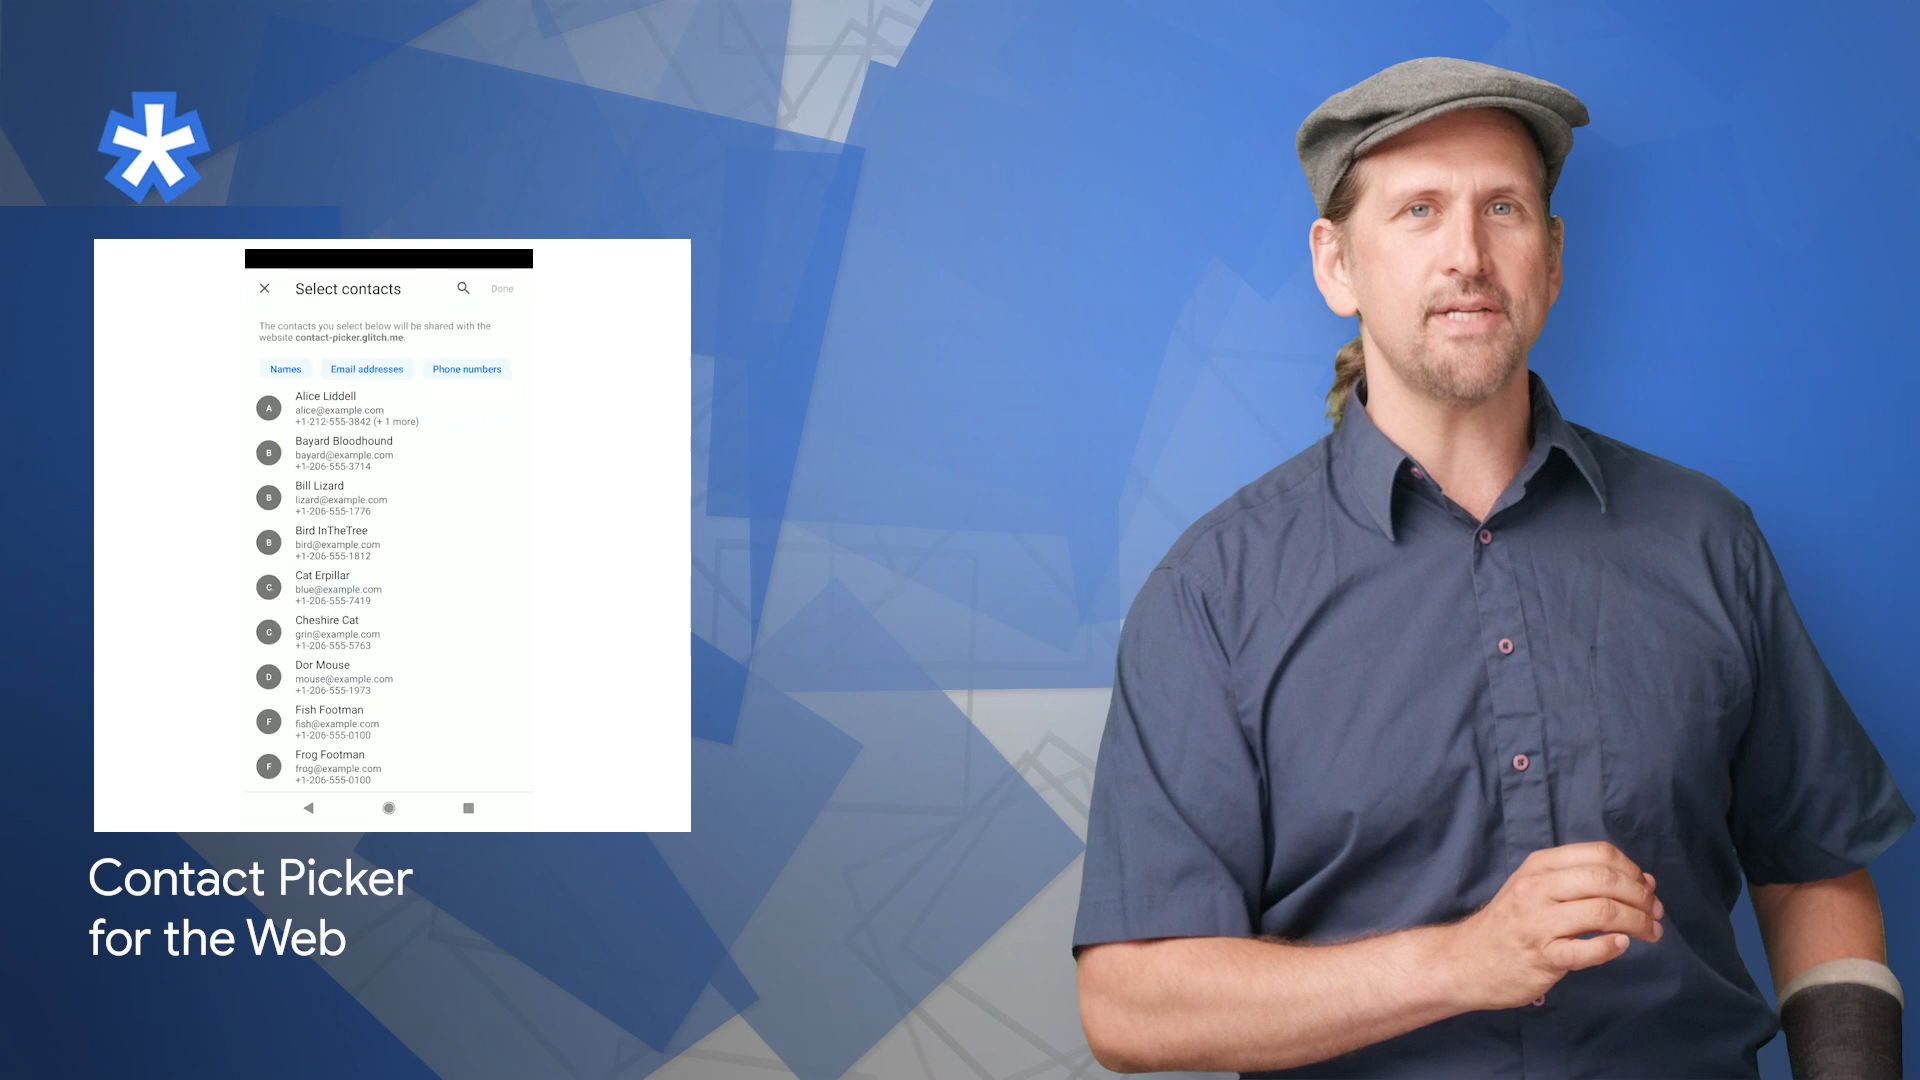 Select contacts
Done
The contacts you select below will be shared with the
website contact-picker.glitch.me.
Names
Email addresses
Phone numbers
A
Alice Liddell
alice@example.com
+1-212-555-3842 (+ 1 more)
B
Bayard Bloodhound
bayard@example.com
+1-206-555-3714
B
Bill Lizard
lizard@example.com
+1-206-555-1776
B
Bird InTheTree
bird@example.com
+1-206-555-1812
C
Cat Erpillar
blue@example.com
+1-206-555-7419
C
Cheshire Cat
grin@example.com
+1-206-555-5763
D
Dor Mouse
mouse@example.com
+1-206-555-1973
F
Fish Footman
fish@example.com
+1-206-555-0100
F
Frog Footman
frog@example.com
+1-206-555-0100
Contact Picker
for the Web